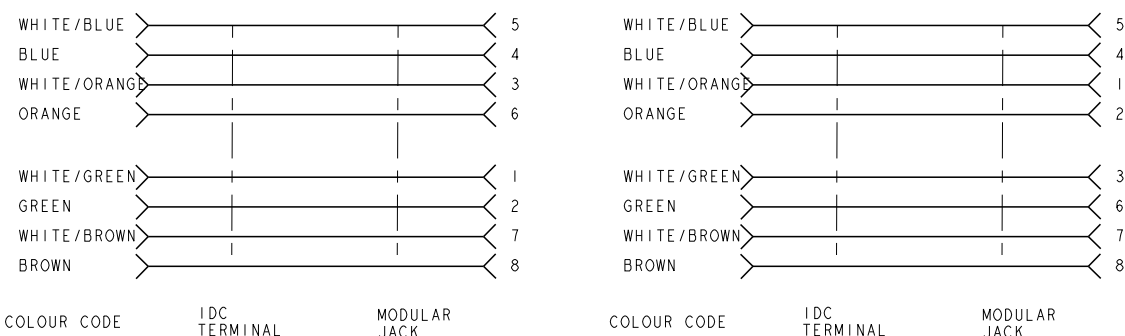 WHITE/BLUE 5
BLUE 4
WHITE/ORANGE 3
ORANGE 6
WHITE/GREEN 1
GREEN 2
WHITE/BROWN 7
BROWN 8
COLOUR CODE
IDC
TERMINAL
MODULAR
JACK
WHITE/BLUE 5
BLUE 4
WHITE/ORANGE 1
ORANGE 2
WHITE/GREEN 3
GREEN 6
WHITE/BROWN 7
BROWN 8
COLOUR CODE
IDC
TERMINAL
MODULAR
JACK